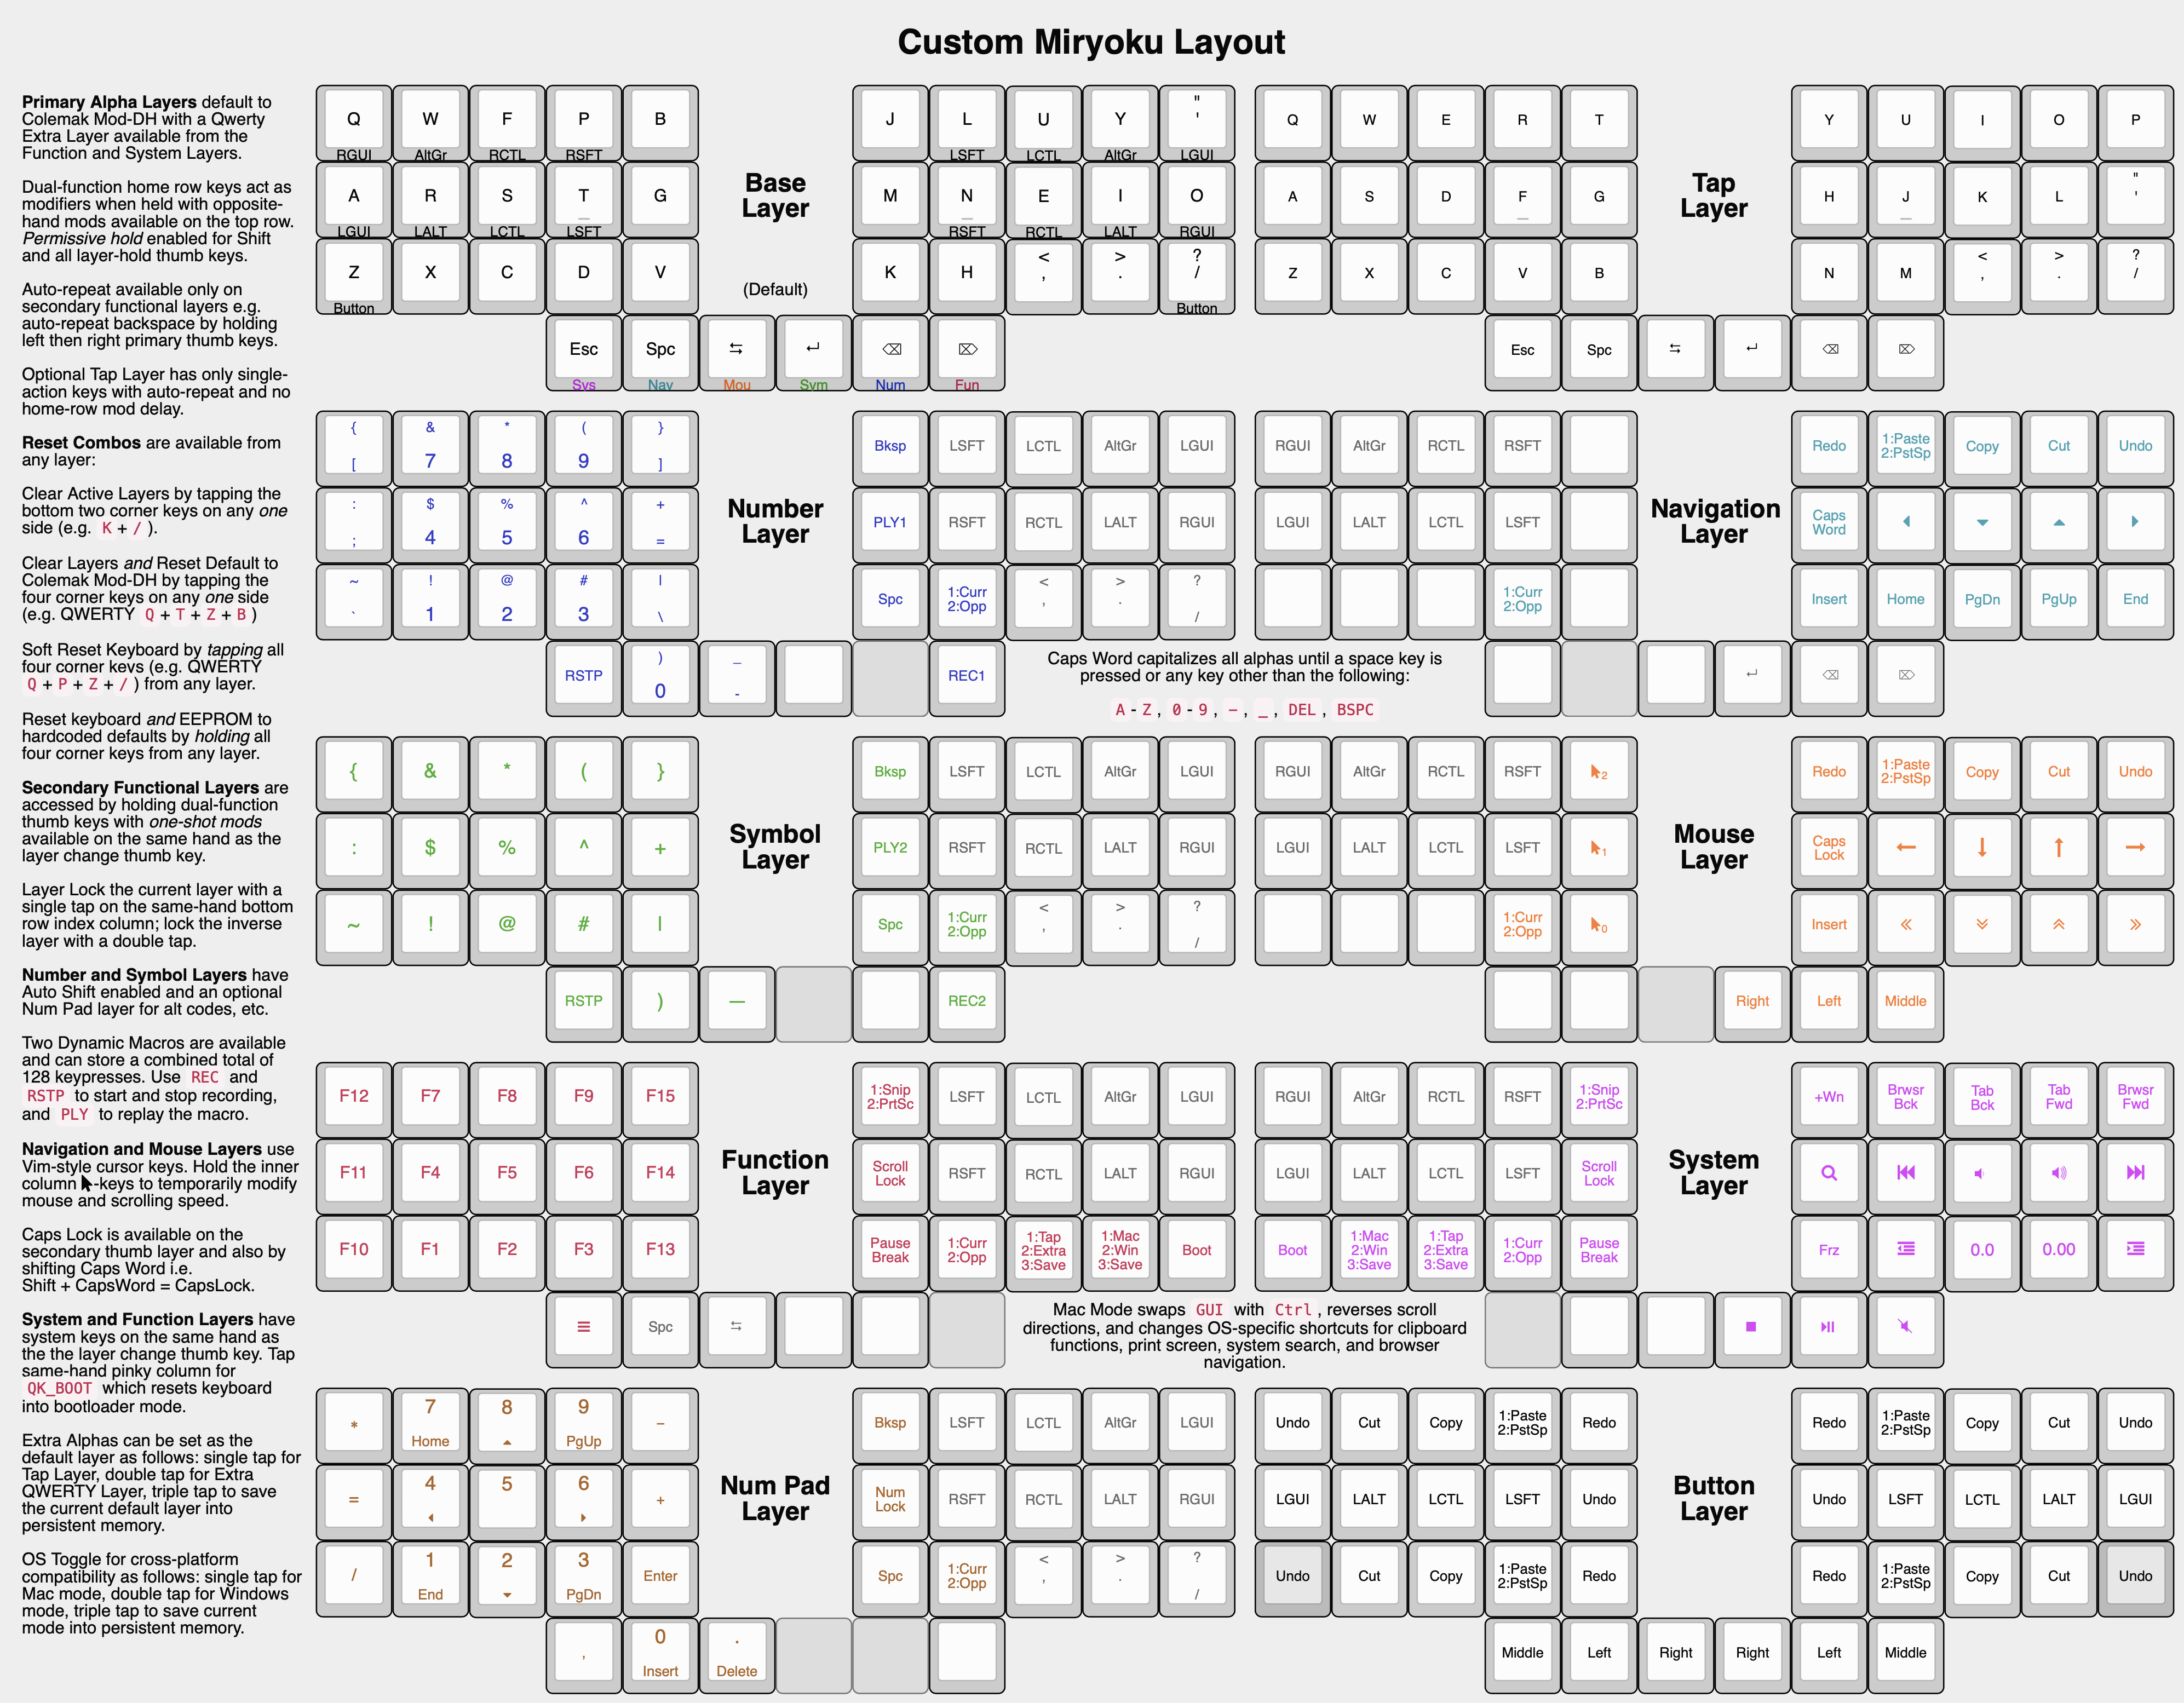 Custom Miryoku Layout
Primary Alpha Layers default to
Colemak Mod-DH with a Qwerty
Extra Layer available from the
Function and System Layers.
Dual-function home row keys act as
modifiers when held with opposite-
hand mods available on the top row.
Permissive hold enabled for Shift
and all layer-hold thumb keys.
Auto-repeat available only on
secondary functional layers e.g.
auto-repeat backspace by holding
left then right primary thumb keys.
Optional Tap Layer has only single-
action keys with auto-repeat and no
home-row mod delay.
Reset Combos are available from
any layer:
Clear Active Layers by tapping the
bottom two corner keys on any one
side (e.g. K + / ).
Clear Layers and Reset Default to
Colemak Mod-DH by tapping the
four corner keys on any one side
(e.g. QWERTY Q + T + Z + B )
Soft Reset Keyboard by tapping all
four corner keys (e.g. QWERTY
Q + P + Z + / ) from any layer.
Reset keyboard and EEPROM to
hardcoded defaults by holding all
four corner keys from any layer.
Secondary Functional Layers are
accessed by holding dual-function
thumb keys with one-shot mods
available on the same hand as the
layer change thumb key.
Layer Lock the current layer with a
single tap on the same-hand bottom
row index column; lock the inverse
layer with a double tap.
Number and Symbol Layers have
Auto Shift enabled and an optional
Num Pad layer for alt codes, etc.
Two Dynamic Macros are available
and can store a combined total of
128 keypresses. Use REC and
RSTP to start and stop recording,
and PLY to replay the macro.
Navigation and Mouse Layers use
Vim-style cursor keys. Hold the inner
column -keys to temporarily modify
mouse and scrolling speed.
Caps Lock is available on the
secondary thumb layer and also by
shifting Caps Word i.e.
Shift + CapsWord = CapsLock.
System and Function Layers have
system keys on the same hand as
the the layer change thumb key. Tap
same-hand pinky column for
QK_BOOT which resets keyboard
into bootloader mode.
Extra Alphas can be set as the
default layer as follows: single tap for
Tap Layer, double tap for Extra
QWERTY Layer, triple tap to save
the current default layer into
persistent memory.
OS Toggle for cross-platform
compatibility as follows: single tap for
Mac mode, double tap for Windows
mode, triple tap to save current
mode into persistent memory.
Base
Layer
(Default)
Q W F P B J L U Y " '
RGUI AltGr RCTL RSFT LSFT LCTL AltGr LGUI
A R S T _ G M N _ E I O
LGUI LALT LCTL LSFT RSFT RCTL LALT RGUI
Z X C D V K H < , > . ? /
Button Button
Esc Spc ⇆ ↵ ⌫ ⌦
Sys Nav Mou Sym Num Fun
Tap
Layer
Q W E R T Y U I O P
A S D F _ G H J _ K L " '
Z X C V B N M < , > . ? /
Esc Spc ⇆ ↵ ⌫ ⌦
Number
Layer
{ & * ( }
[ 7 8 9 ] Bksp LSFT LCTL AltGr LGUI
: $ % ^ +
; 4 5 6 = PLY1 RSFT RCTL LALT RGUI
~ ! @ # |
` 1 2 3 \ Spc 1:Curr 2:Opp < , > . ? /
RSTP ) 0 _ - REC1
Navigation
Layer
RGUI AltGr RCTL RSFT Redo 1:Paste 2:PstSp Copy Cut Undo
LGUI LALT LCTL LSFT Caps Word ◂ ▾ ▴ ▸
1:Curr 2:Opp Insert Home PgDn PgUp End
↵ ⌫ ⌦
Caps Word capitalizes all alphas until a space key is
pressed or any key other than the following:
A - Z , 0 - 9 , - , _ , DEL , BSPC
Symbol
Layer
{ & * ( } Bksp LSFT LCTL AltGr LGUI
: $ % ^ + PLY2 RSFT RCTL LALT RGUI
~ ! @ # | Spc 1:Curr 2:Opp < , > . ? /
RSTP ) — REC2
Mouse
Layer
RGUI AltGr RCTL RSFT 2 Redo 1:Paste 2:PstSp Copy Cut Undo
LGUI LALT LCTL LSFT 1 Caps Lock ← ↓ ↑ →
1:Curr 2:Opp 0 Insert « »
Right Left Middle
Function
Layer
F12 F7 F8 F9 F15 1:Snip 2:PrtSc LSFT LCTL AltGr LGUI
F11 F4 F5 F6 F14 Scroll Lock RSFT RCTL LALT RGUI
F10 F1 F2 F3 F13 Pause Break 1:Curr 2:Opp 1:Tap 2:Extra 3:Save 1:Mac 2:Win 3:Save Boot
≡ Spc ⇆
System
Layer
RGUI AltGr RCTL RSFT 1:Snip 2:PrtSc +Wn Brwsr Bck Tab Bck Tab Fwd Brwsr Fwd
LGUI LALT LCTL LSFT Scroll Lock
Boot 1:Mac 2:Win 3:Save 1:Tap 2:Extra 3:Save 1:Curr 2:Opp Pause Break Frz 0.0 0.00
Mac Mode swaps GUI with Ctrl , reverses scroll
directions, and changes OS-specific shortcuts for clipboard
functions, print screen, system search, and browser
navigation.
Num Pad
Layer
* 7 Home 8 ▴ 9 PgUp − Bksp LSFT LCTL AltGr LGUI
= 4 ◂ 5 6 ▸ + Num Lock RSFT RCTL LALT RGUI
/ 1 End 2 ▾ 3 PgDn Enter Spc 1:Curr 2:Opp < , > . ? /
, 0 Insert . Delete
Button
Layer
Undo Cut Copy 1:Paste 2:PstSp Redo Redo 1:Paste 2:PstSp Copy Cut Undo
LGUI LALT LCTL LSFT Undo Undo LSFT LCTL LALT LGUI
Undo Cut Copy 1:Paste 2:PstSp Redo Redo 1:Paste 2:PstSp Copy Cut Undo
Middle Left Right Right Left Middle